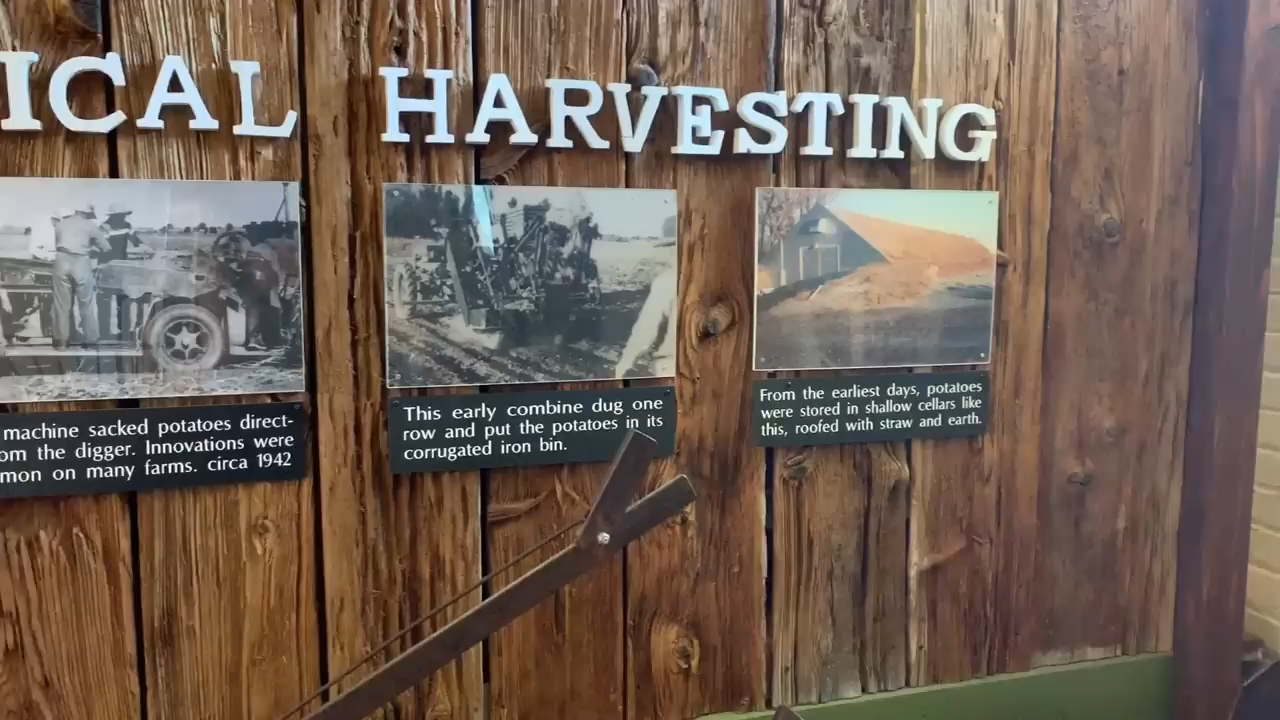 ICAL HARVESTING
machine sacked potatoes direct-
om the digger. Innovations were
mon on many farms. circa 1942
This early combine dug one
row and put the potatoes in its
corrugated iron bin.
From the earliest days, potatoes
were stored in shallow cellars like
this, roofed with straw and earth.